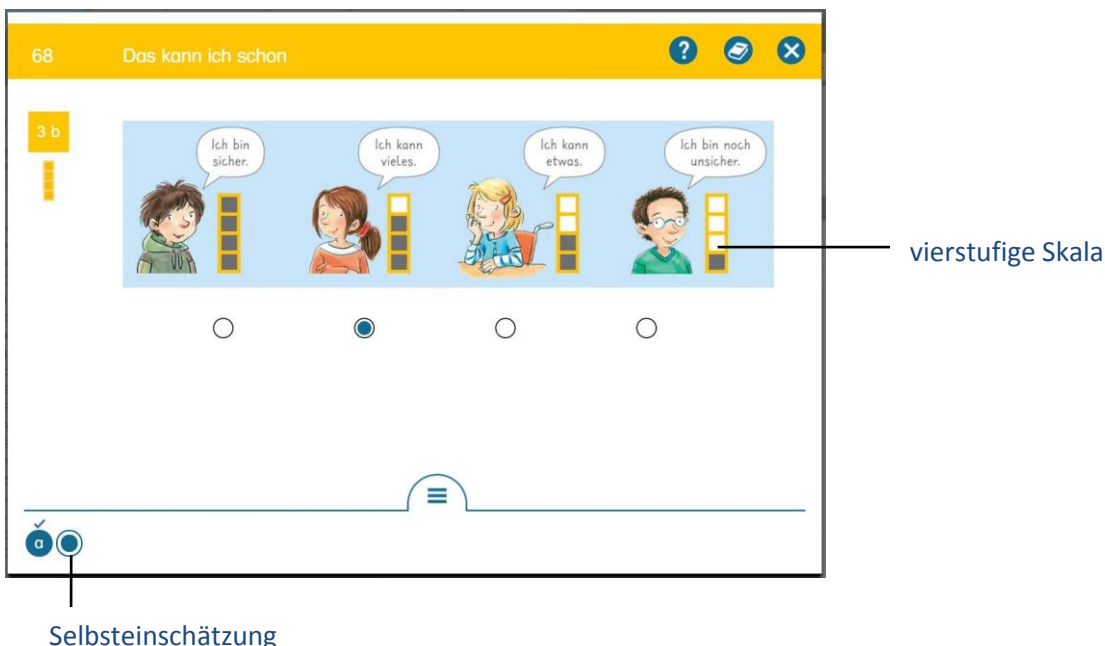 68 Das kann ich schon ?
3 b
Ich bin
sicher.
Ich kann
vieles.
Ich kann
etwas.
Ich bin noch
unsicher.
vierstufige Skala
a
Selbsteinschätzung